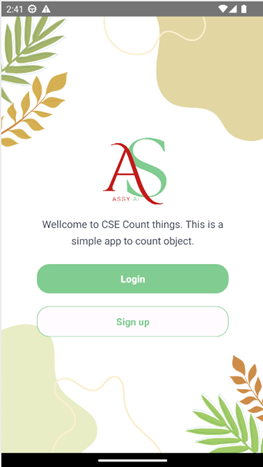 2:41
AS
ASSY
Wellcome to CSE Count things. This is a
simple app to count object.
Login
Sign up